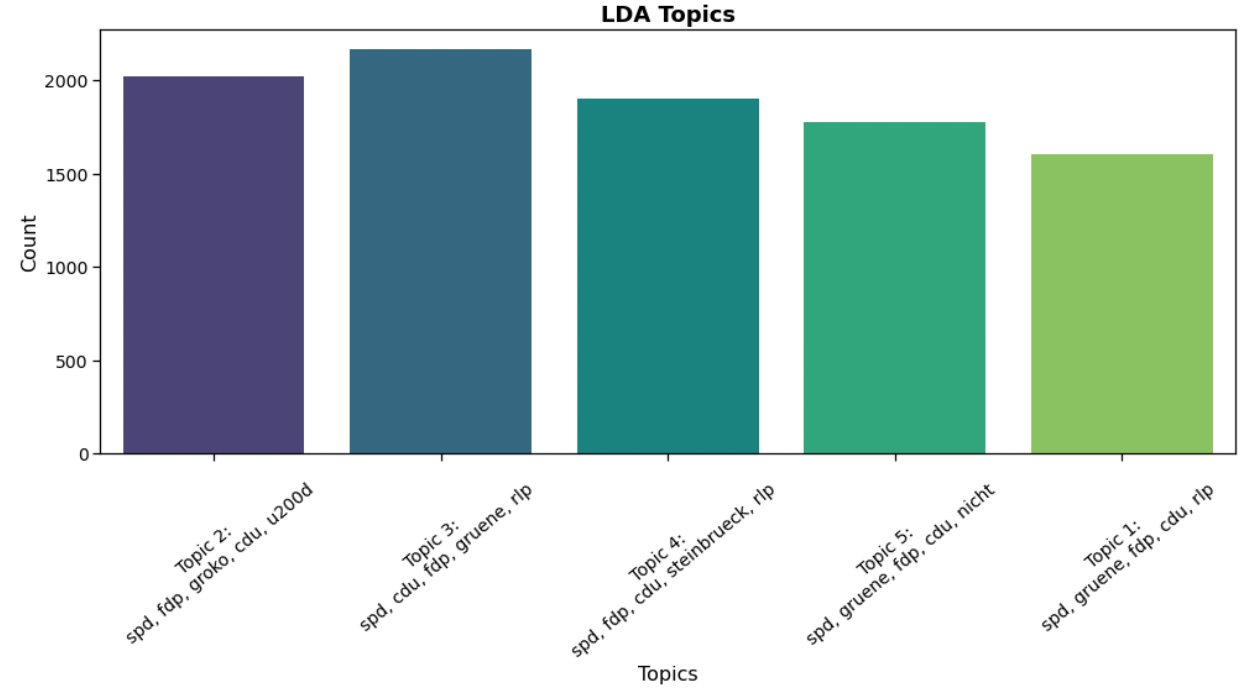 LDA Topics
2000
1500
1000
500
0
Count
Topic 2:
spd, fdp, groko, cdu, u200d
Topic 3:
spd, cdu, fdp, gruene, rlp
Topic 4:
spd, fdp, cdu, steinbrueck, rlp
Topic 5:
spd, gruene, fdp, cdu, nicht
Topic 1:
spd, gruene, fdp, cdu, rlp
Topics